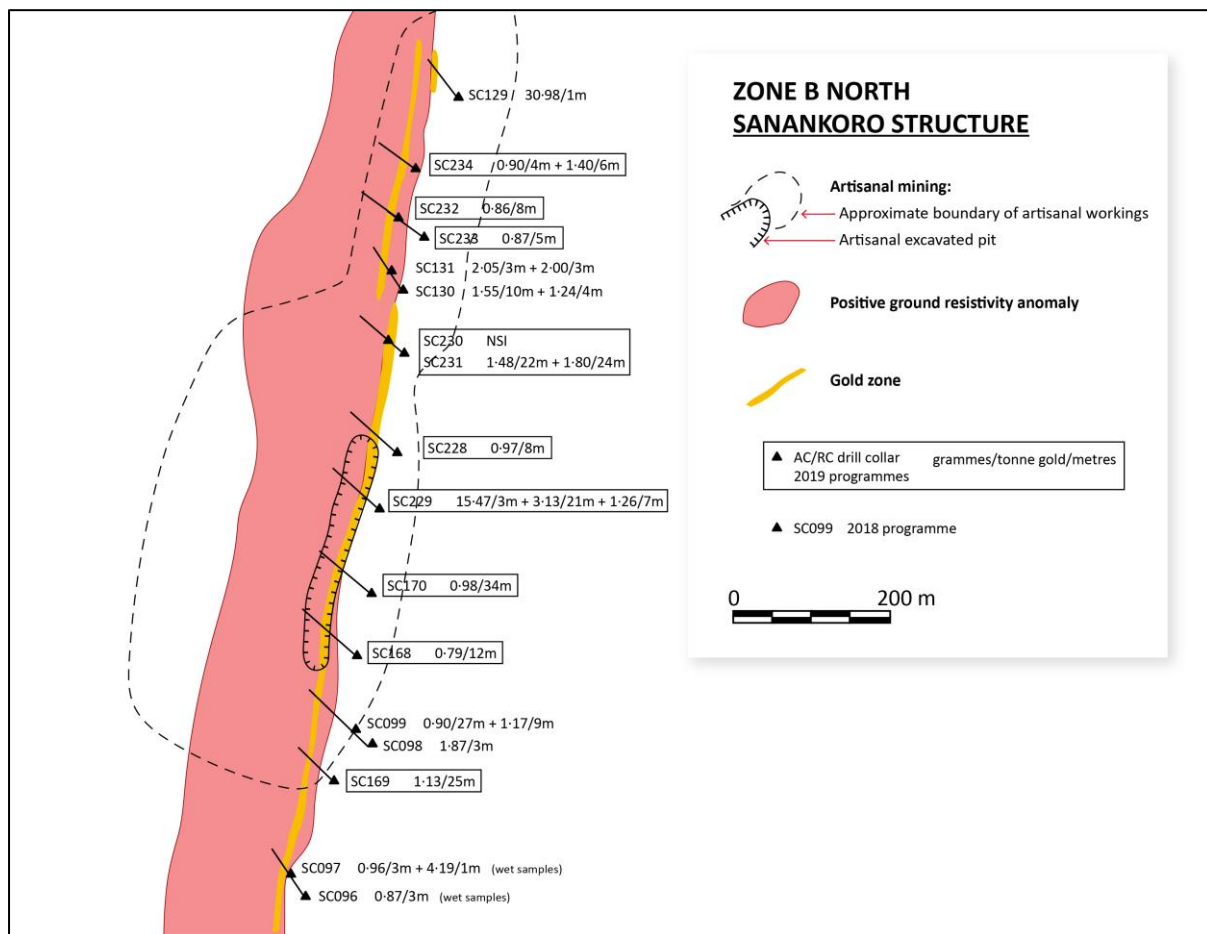 SC129 30·98/1m
SC234 0·90/4m + 1·40/6m
SC232 0·86/8m
SC233 0·87/5m
SC131 2·05/3m + 2·00/3m
SC130 1·55/10m + 1·24/4m
SC230 NSI
SC231 1·48/22m + 1·80/24m
SC228 0·97/8m
SC229 15·47/3m + 3·13/21m + 1·26/7m
SC170 0·98/34m
SC168 0·79/12m
SC099 0·90/27m + 1·17/9m
SC098 1·87/3m
SC169 1·13/25m
SC097 0·96/3m + 4·19/1m (wet samples)
SC096 0·87/3m (wet samples)
ZONE B NORTH
SANANKORO STRUCTURE
Artisanal mining:
Approximate boundary of artisanal workings
Artisanal excavated pit
Positive ground resistivity anomaly
Gold zone
AC/RC drill collar grammes/tonne gold/metres
2019 programmes
SC099 2018 programme
0 200 m